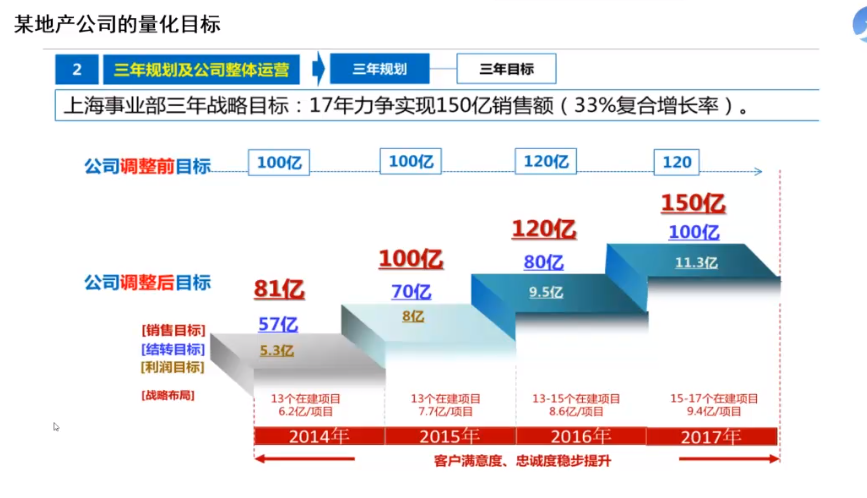 某地产公司的量化目标
2 三年规划及公司整体运营 三年规划 三年目标
上海事业部三年战略目标：17年力争实现150亿销售额（33%复合增长率）。
公司调整前目标 100亿 100亿 120亿 120
150亿
120亿 100亿
100亿 80亿 11.3亿
公司调整后目标 81亿 70亿 9.5亿
57亿 8亿
[销售目标]
[结转目标] 5.3亿
[利润目标]
[战略布局] 13个在建项目 13个在建项目 13-15个在建项目 15-17个在建项目
6.2亿/项目 7.7亿/项目 8.6亿/项目 9.4亿/项目
2014年 2015年 2016年 2017年
客户满意度、忠诚度稳步提升